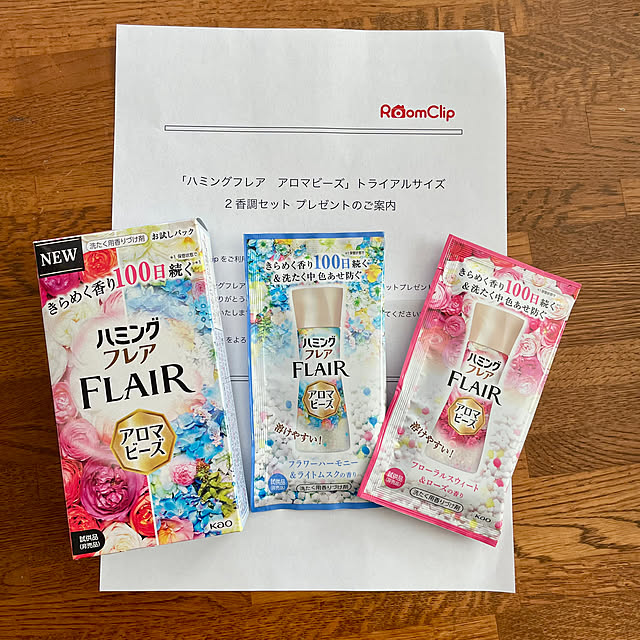 RoomClip
「ハミングフレア アロマビーズ」トライアルサイズ
2香調セット プレゼントのご案内
NEW
洗たく用香りづけ剤
お試しパック
きらめく香り100日続く
ハミング
フレア
FLAIR
アロマ
ビーズ
試供品
(非売品)
Kao
きらめく香り100日続く
&洗たく中色あせ防ぐ
ハミング
フレア
FLAIR
アロマ
ビーズ
溶けやすい!
フラワーハーモニー
&ライトムスクの香り
試供品
(非売品)
洗たく用香りづけ剤
きらめく香り100日続く
&洗たく中色あせ防ぐ
ハミング
フレア
FLAIR
アロマ
ビーズ
溶けやすい!
フローラルスウィート
&ローズの香り
試供品
(非売品)
洗たく用香りづけ剤
Kao